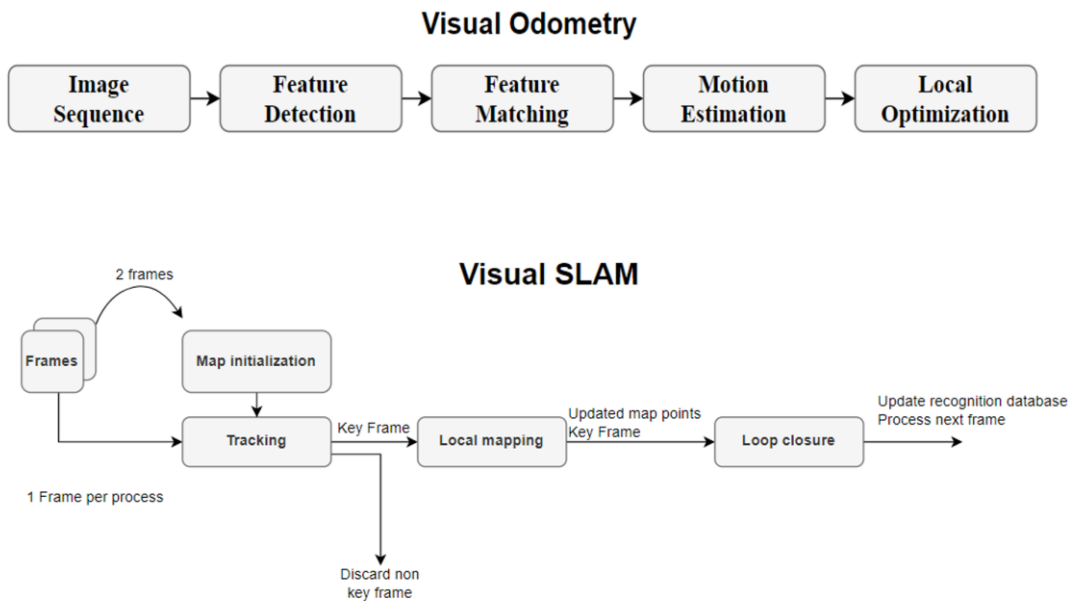 Visual Odometry
Image
Sequence
Feature
Detection
Feature
Matching
Motion
Estimation
Local
Optimization
Visual SLAM
2 frames
Frames
Map initialization
Tracking
Key Frame
Local mapping
Updated map points
Key Frame
Loop closure
Update recognition database
Process next frame
1 Frame per process
Discard non
key frame